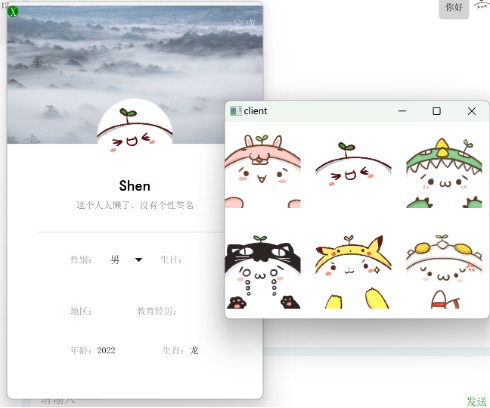 你好
完成
client
Shen
这个人太懒了，没有个性签名
性别： 男 生日：
地区： 教育经历：
年龄：2022 生肖：龙
请输入
发送